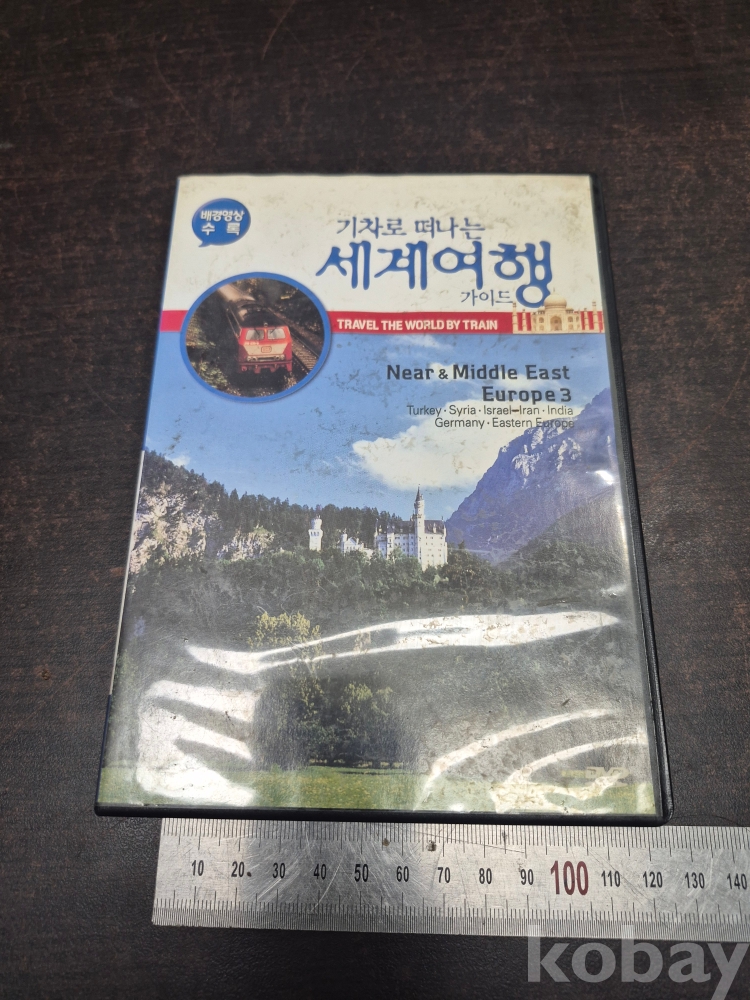 배경영상
수록
기차로 떠나는
세계여행
가이드
TRAVEL THE WORLD BY TRAIN
Near & Middle East
Europe 3
Turkey · Syria · Israel · Iran · India
Germany · Eastern Europe
10 20 30 40 50 60 70 80 90 100 110 120 130 140
kobay